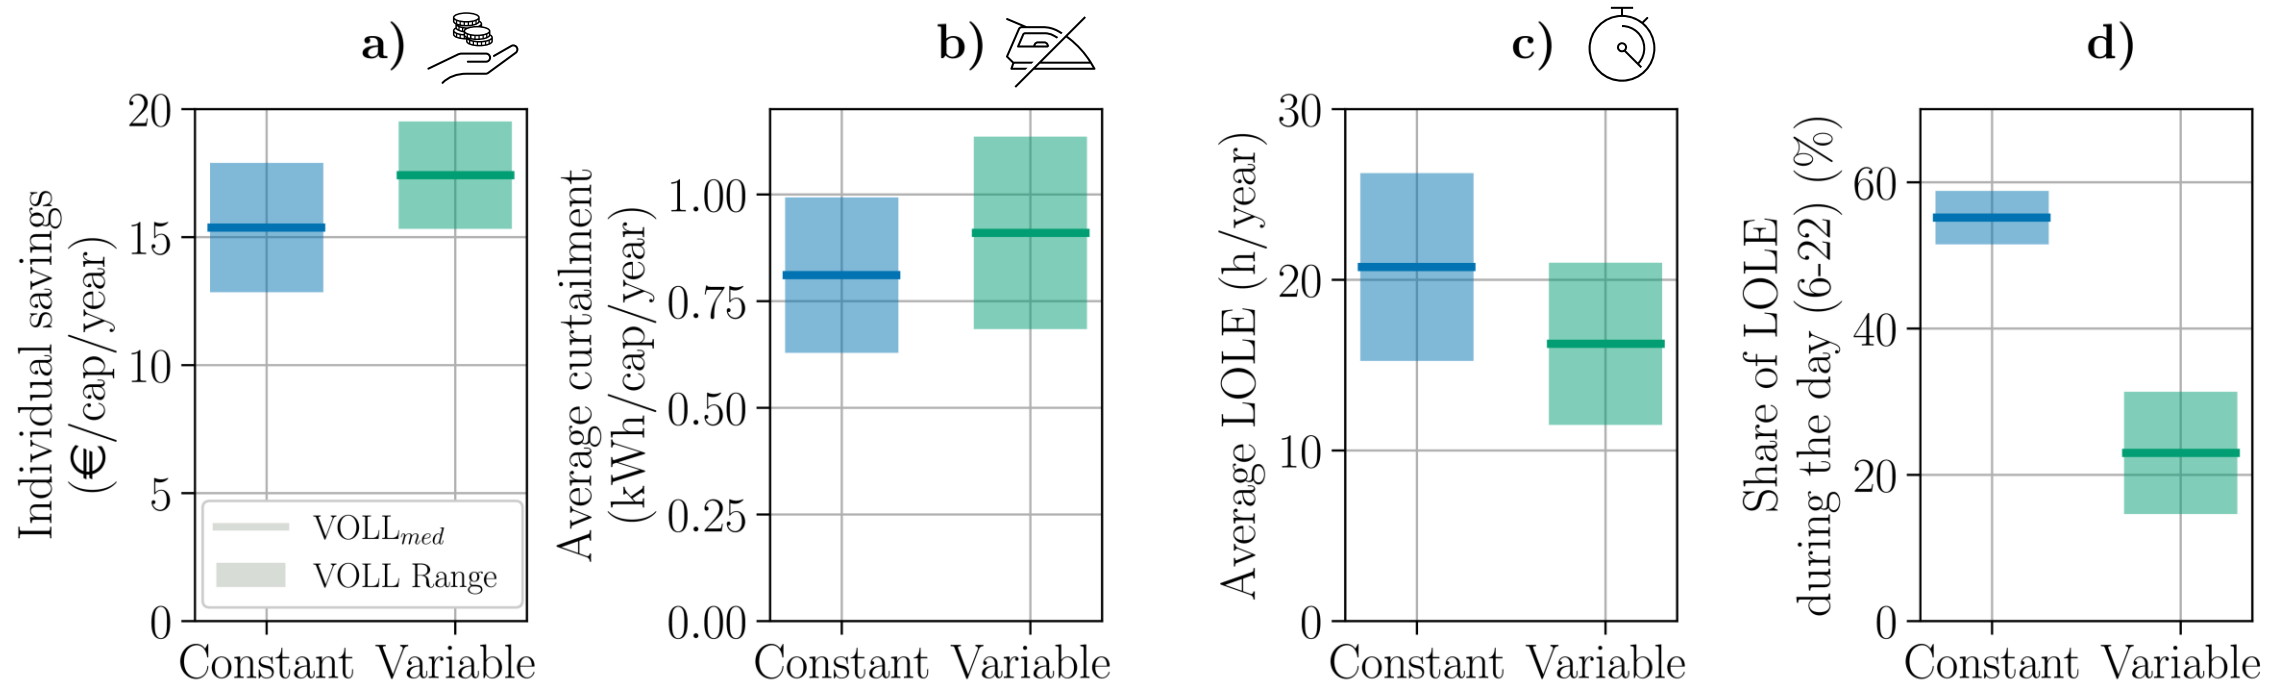 a)
Individual savings
(€/cap/year)
20
15
10
5
0
VOLLmed
VOLL Range
Constant
Variable
b)
Average curtailment
(kWh/cap/year)
1.00
0.75
0.50
0.25
0.00
Constant
Variable
c)
Average LOLE (h/year)
30
20
10
0
Constant
Variable
d)
Share of LOLE
during the day (6-22) (%)
60
40
20
0
Constant
Variable